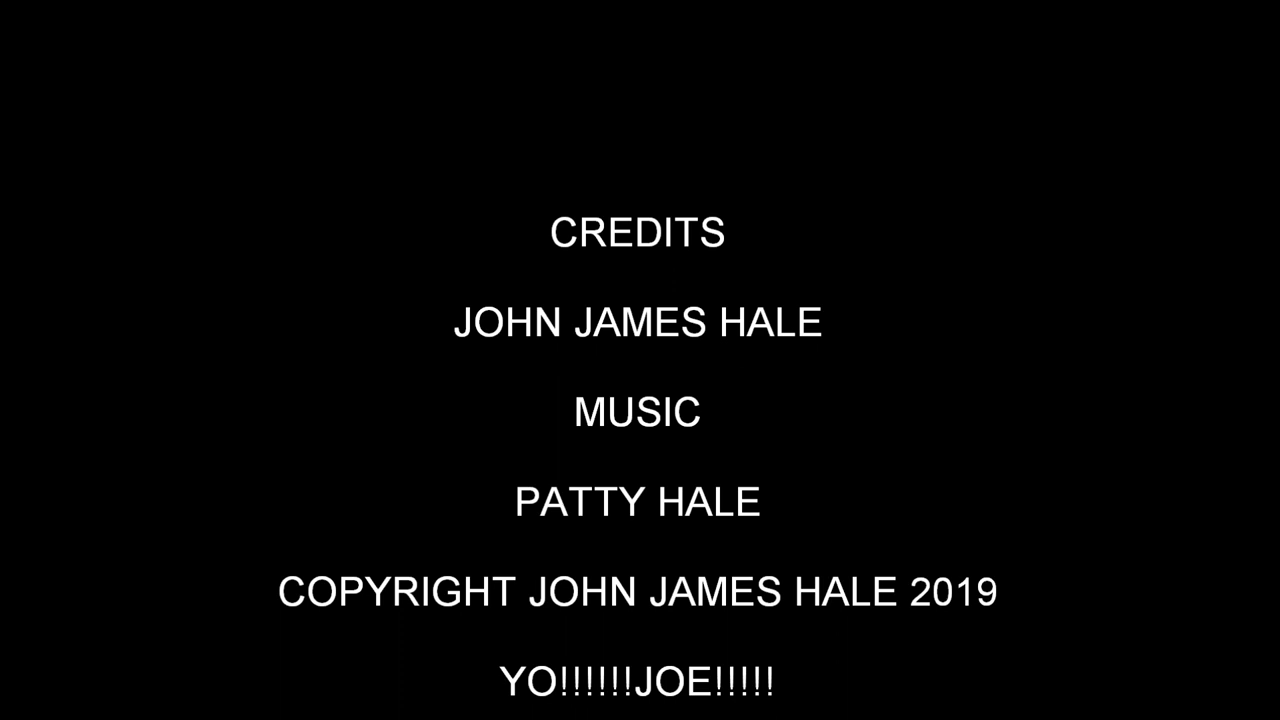 CREDITS
JOHN JAMES HALE
MUSIC
PATTY HALE
COPYRIGHT JOHN JAMES HALE 2019
YO!!!!!!JOE!!!!!